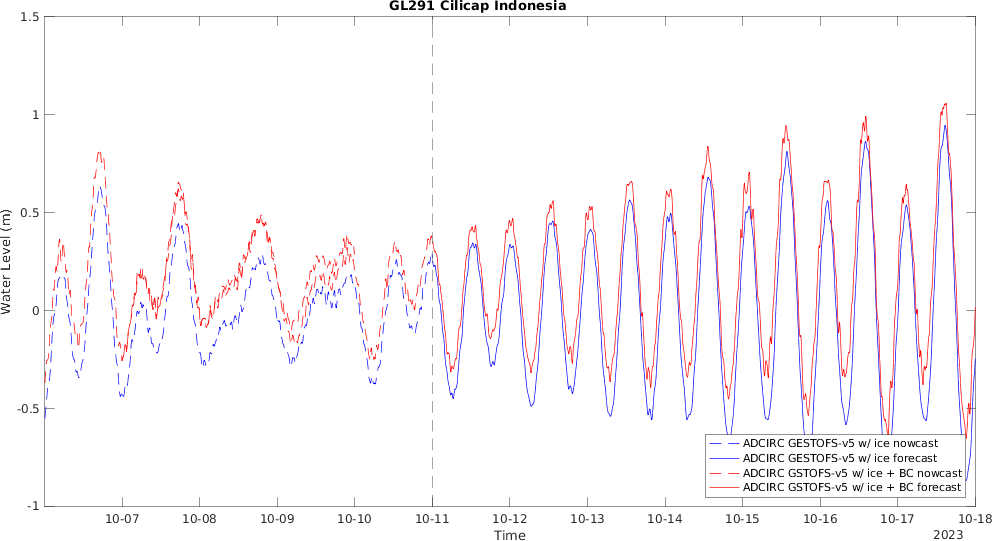 GL291 Cilicap Indonesia
1.5
1
0.5
0
-0.5
-1
Water Level (m)
10-07 10-08 10-09 10-10 10-11 10-12 10-13 10-14 10-15 10-16 10-17 10-18
Time
2023
ADCIRC GESTOFS-v5 w/ ice nowcast
ADCIRC GESTOFS-v5 w/ ice forecast
ADCIRC GSTOFS-v5 w/ ice + BC nowcast
ADCIRC GSTOFS-v5 w/ ice + BC forecast